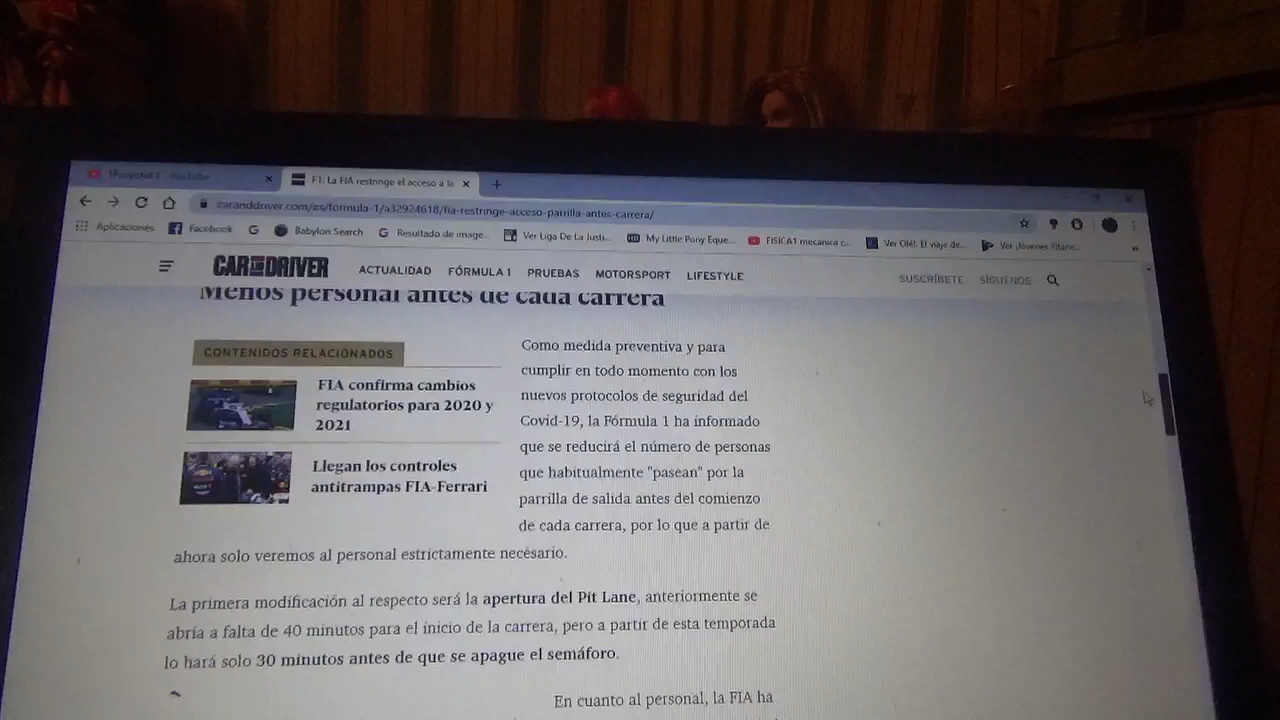 YouTube
F1: La FIA restringe el acceso a la
caranddriver.com/es/formula-1/a32924618/fia-restringe-acceso-parrilla-antes-carrera/
Aplicaciones Facebook Babylon Search Resultado de image... Ver Liga De La Justi... My Little Pony Eque... FISICA1 mecanica c... Ver Olé!. El viaje de... Ver Jóvenes Titane...
CAR AND DRIVER ACTUALIDAD FÓRMULA 1 PRUEBAS MOTORSPORT LIFESTYLE SUSCRÍBETE SÍGUENOS
Menos personal antes de cada carrera
CONTENIDOS RELACIONADOS
FIA confirma cambios
regulatorios para 2020 y
2021
Llegan los controles
antitrampas FIA-Ferrari
Como medida preventiva y para
cumplir en todo momento con los
nuevos protocolos de seguridad del
Covid-19, la Fórmula 1 ha informado
que se reducirá el número de personas
que habitualmente "pasean" por la
parrilla de salida antes del comienzo
de cada carrera, por lo que a partir de
ahora solo veremos al personal estrictamente necesario.
La primera modificación al respecto será la apertura del Pit Lane, anteriormente se
abría a falta de 40 minutos para el inicio de la carrera, pero a partir de esta temporada
lo hará solo 30 minutos antes de que se apague el semáforo.
En cuanto al personal, la FIA ha